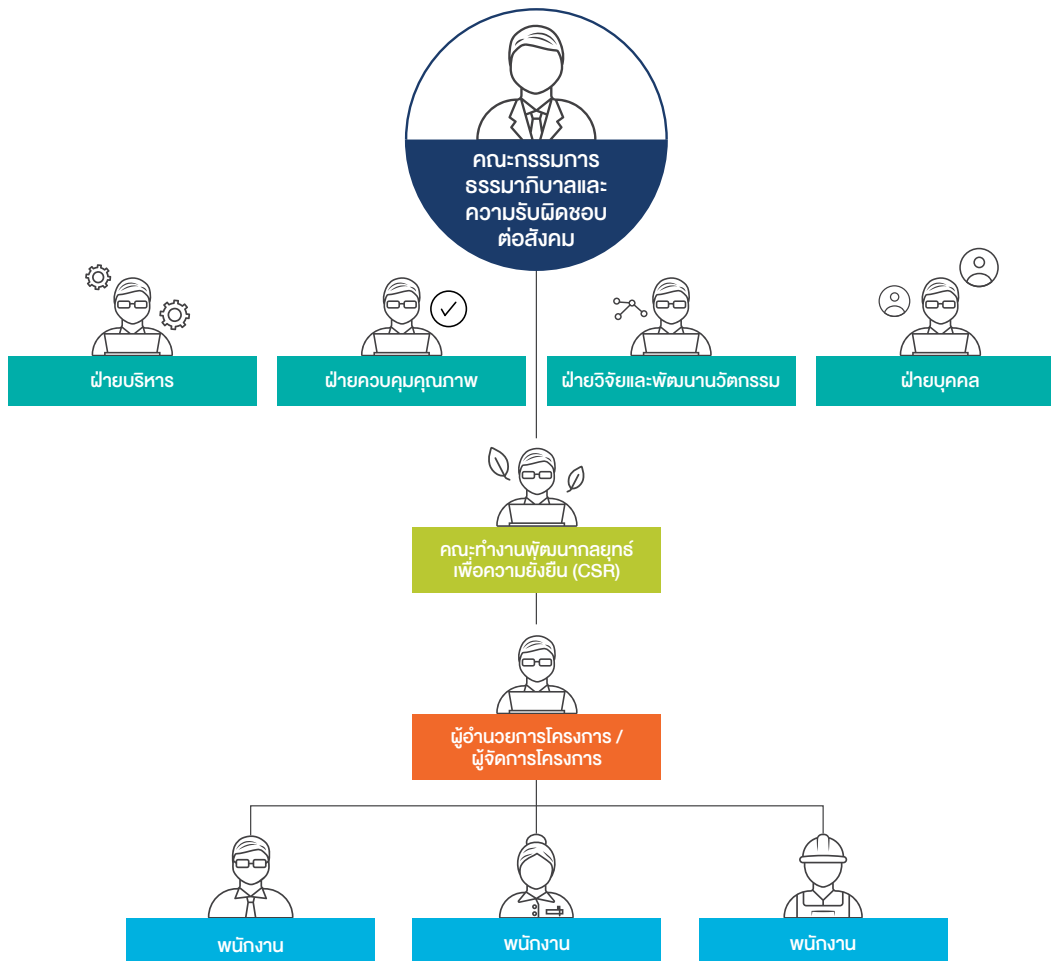 คณะกรรมการ
ธรรมาภิบาลและ
ความรับผิดชอบ
ต่อสังคม
ฝ่ายบริหาร
ฝ่ายควบคุมคุณภาพ
ฝ่ายวิจัยและพัฒนานวัตกรรม
ฝ่ายบุคคล
คณะทำงานพัฒนากลยุทธ์
เพื่อความยั่งยืน (CSR)
ผู้อำนวยการโครงการ /
ผู้จัดการโครงการ
พนักงาน
พนักงาน
พนักงาน